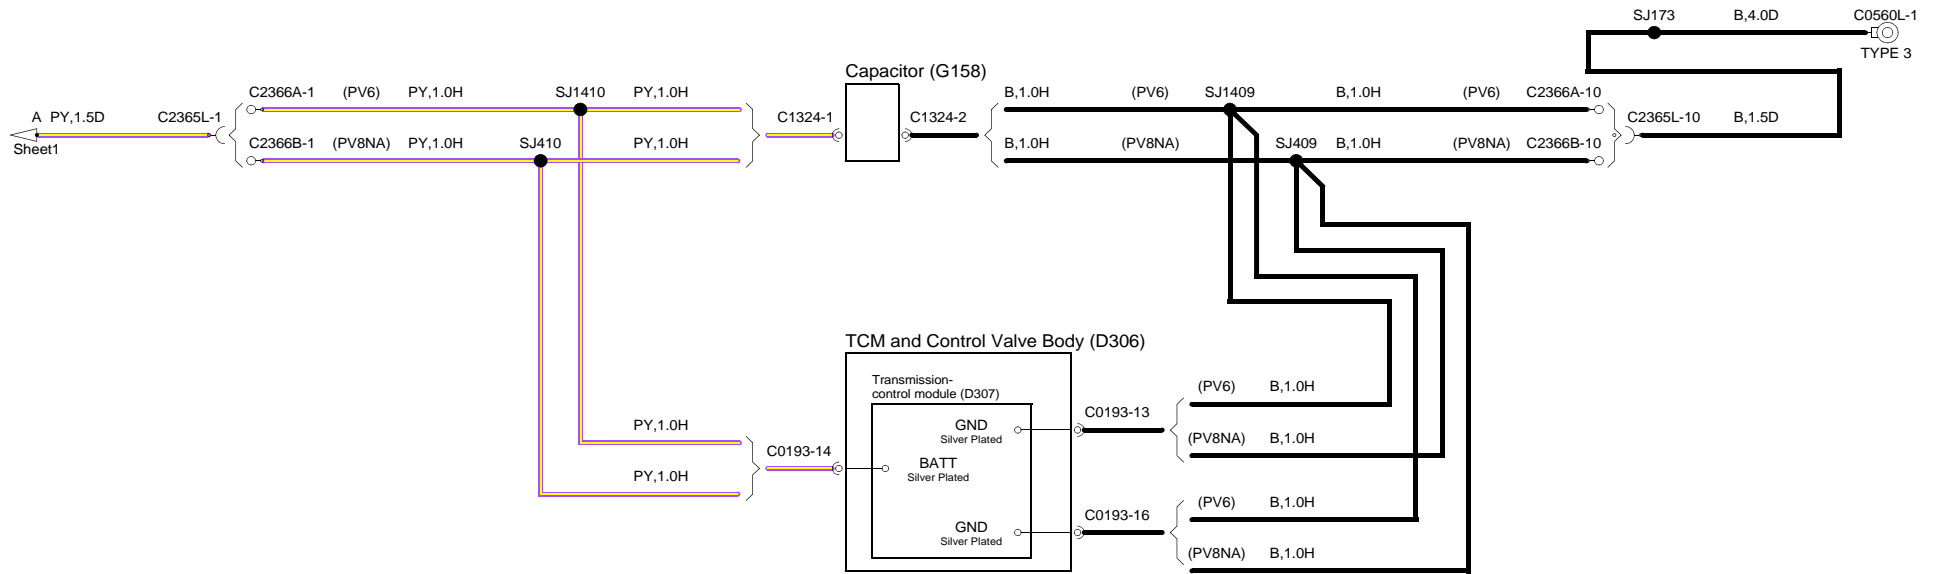 SJ173 B,4.0D C0560L-1
TYPE 3
Capacitor (G158)
C2366A-1 (PV6) PY,1.0H SJ1410 PY,1.0H B,1.0H (PV6) SJ1409 B,1.0H (PV6) C2366A-10
A PY,1.5D C2365L-1 C1324-1 C1324-2 C2365L-10 B,1.5D
Sheet1
C2366B-1 (PV8NA) PY,1.0H SJ410 PY,1.0H B,1.0H (PV8NA) SJ409 B,1.0H (PV8NA) C2366B-10
TCM and Control Valve Body (D306)
Transmission-
control module (D307)
(PV6) B,1.0H
C0193-13
PY,1.0H
GND
Silver Plated
(PV8NA) B,1.0H
C0193-14
BATT
Silver Plated
PY,1.0H
(PV6) B,1.0H
C0193-16
GND
Silver Plated
(PV8NA) B,1.0H